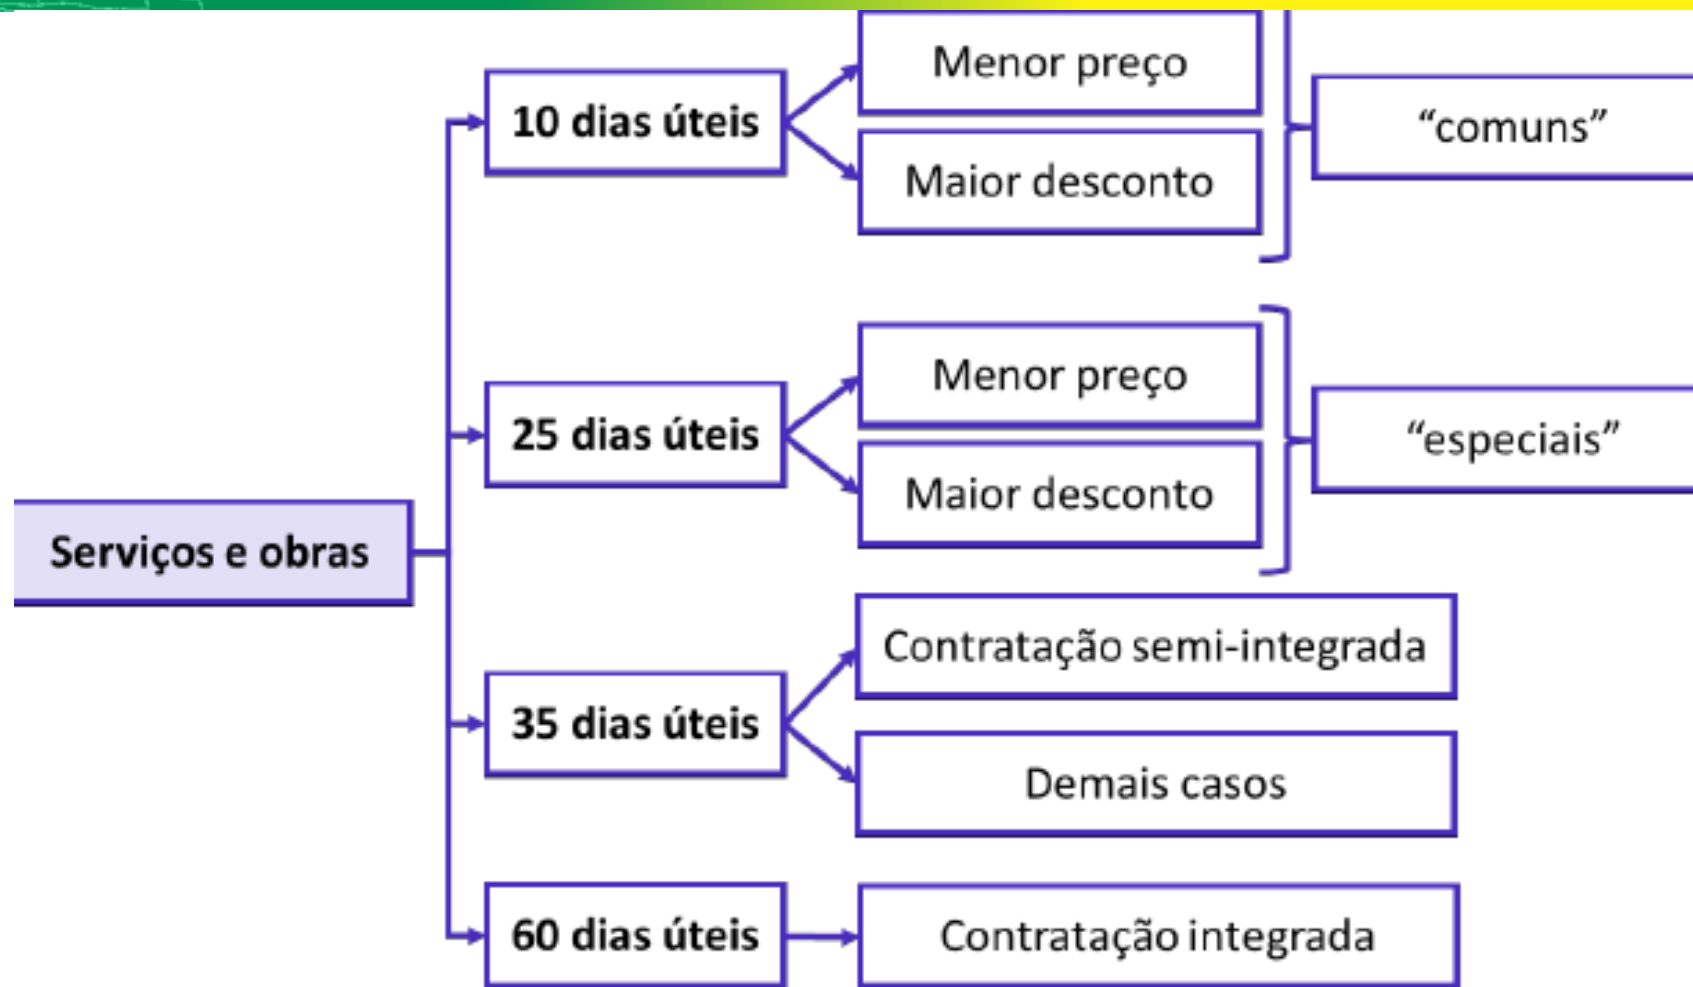 10 dias úteis
Menor preço
Maior desconto
“comuns”
25 dias úteis
Menor preço
Maior desconto
“especiais”
Serviços e obras
35 dias úteis
Contratação semi-integrada
Demais casos
60 dias úteis
Contratação integrada